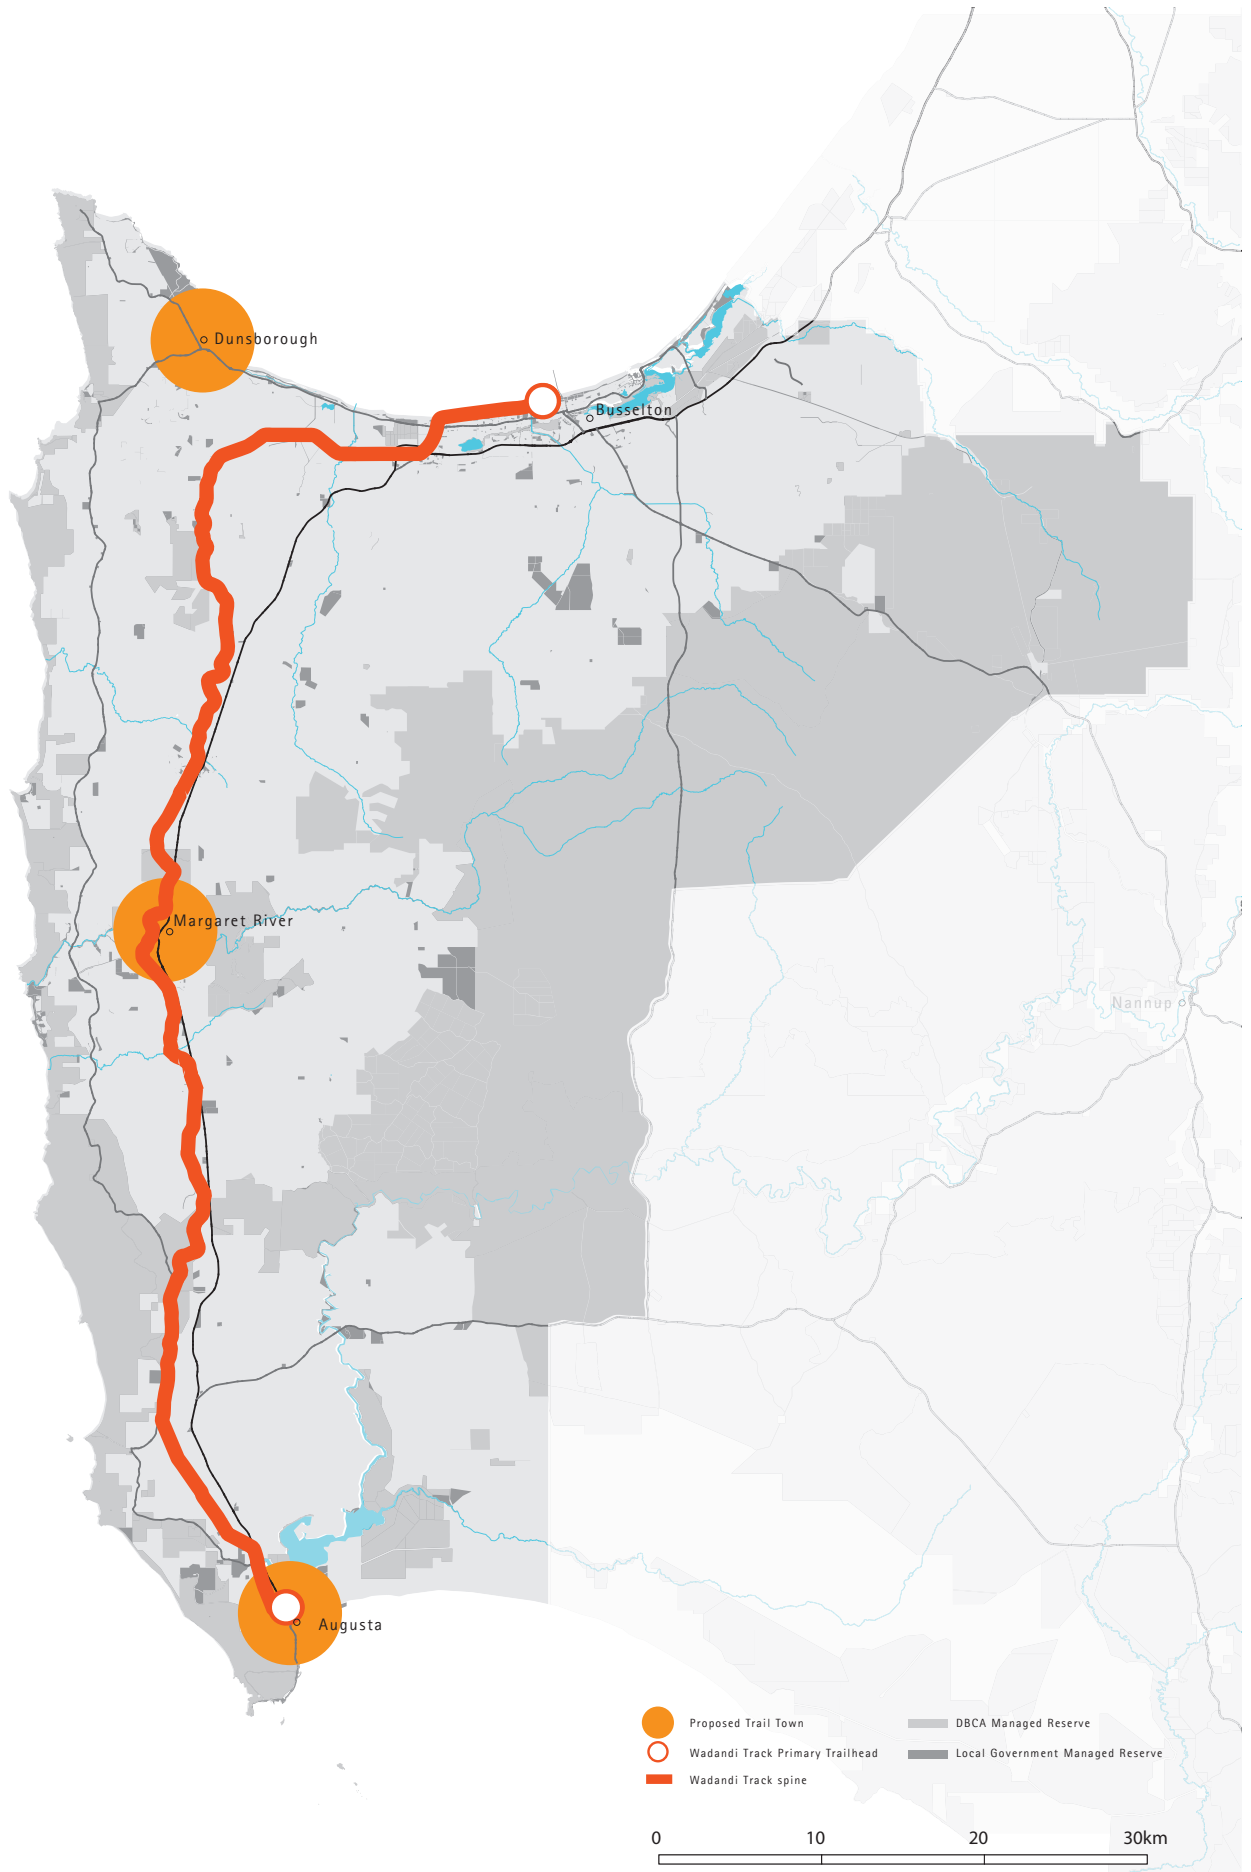 Dunsborough
Busselton
Margaret River
Nannup
Augusta
Proposed Trail Town
Wadandi Track Primary Trailhead
Wadandi Track spine
DBCA Managed Reserve
Local Government Managed Reserve
0 10 20 30km